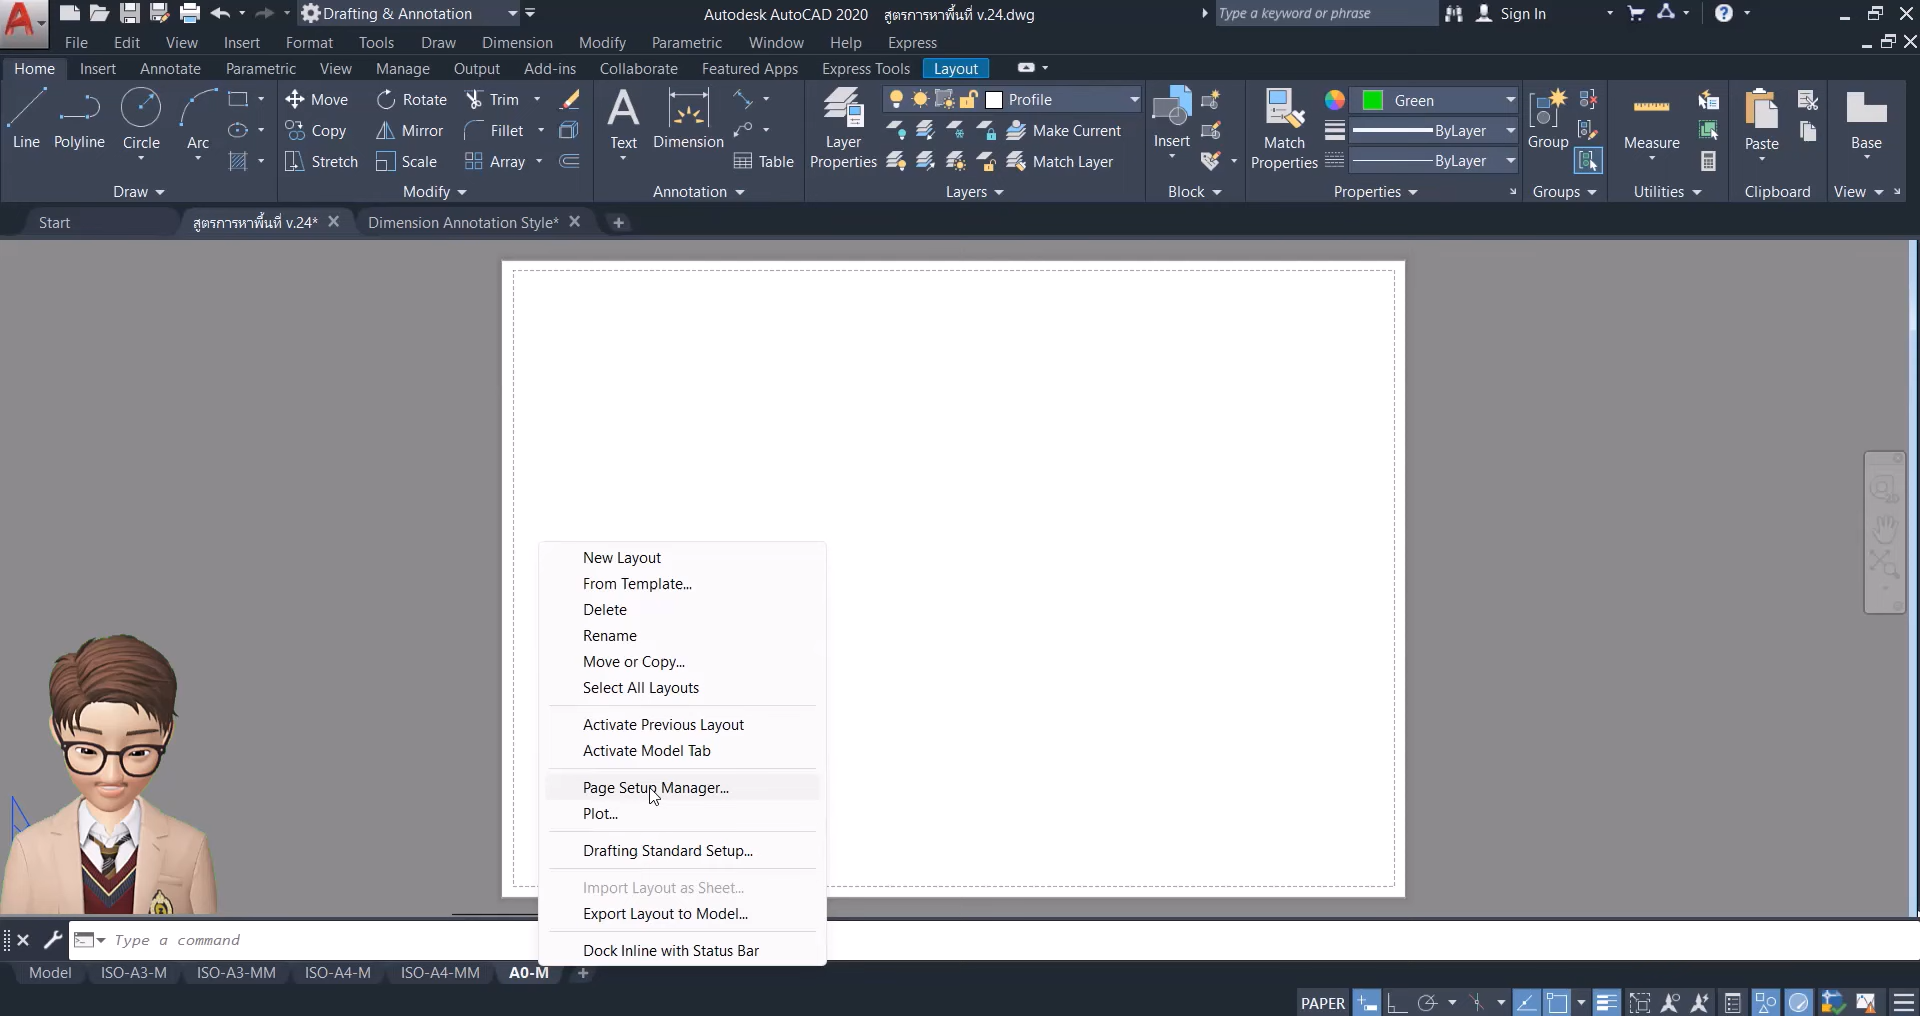 Drafting & Annotation
Autodesk AutoCAD 2020 สูตรการหาพื้นที่ v.24.dwg
Type a keyword or phrase
Sign In
File Edit View Insert Format Tools Draw Dimension Modify Parametric Window Help Express
Home Insert Annotate Parametric View Manage Output Add-ins Collaborate Featured Apps Express Tools Layout
Line
Polyline
Circle
Arc
Draw
Move
Rotate
Trim
Copy
Mirror
Fillet
Stretch
Scale
Array
Modify
Text
Dimension
Table
Annotation
Layer
Properties
Profile
Make Current
Match Layer
Layers
Insert
Block
Match
Properties
Green
ByLayer
ByLayer
Properties
Group
Groups
Measure
Utilities
Paste
Clipboard
Base
View
Start
สูตรการหาพื้นที่ v.24*
Dimension Annotation Style*
New Layout
From Template...
Delete
Rename
Move or Copy...
Select All Layouts
Activate Previous Layout
Activate Model Tab
Page Setup Manager...
Plot...
Drafting Standard Setup...
Import Layout as Sheet...
Export Layout to Model...
Dock Inline with Status Bar
Type a command
Model ISO-A3-M ISO-A3-MM ISO-A4-M ISO-A4-MM A0-M
PAPER